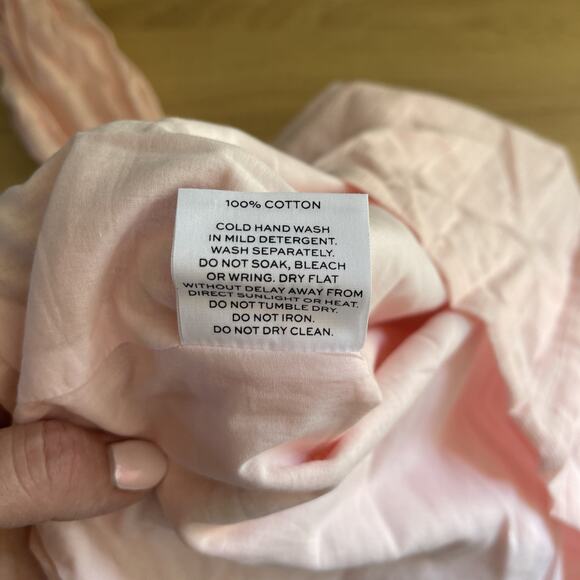 100% COTTON
COLD HAND WASH
IN MILD DETERGENT.
WASH SEPARATELY.
DO NOT SOAK, BLEACH
OR WRING. DRY FLAT
WITHOUT DELAY AWAY FROM
DIRECT SUNLIGHT OR HEAT.
DO NOT TUMBLE DRY.
DO NOT IRON.
DO NOT DRY CLEAN.